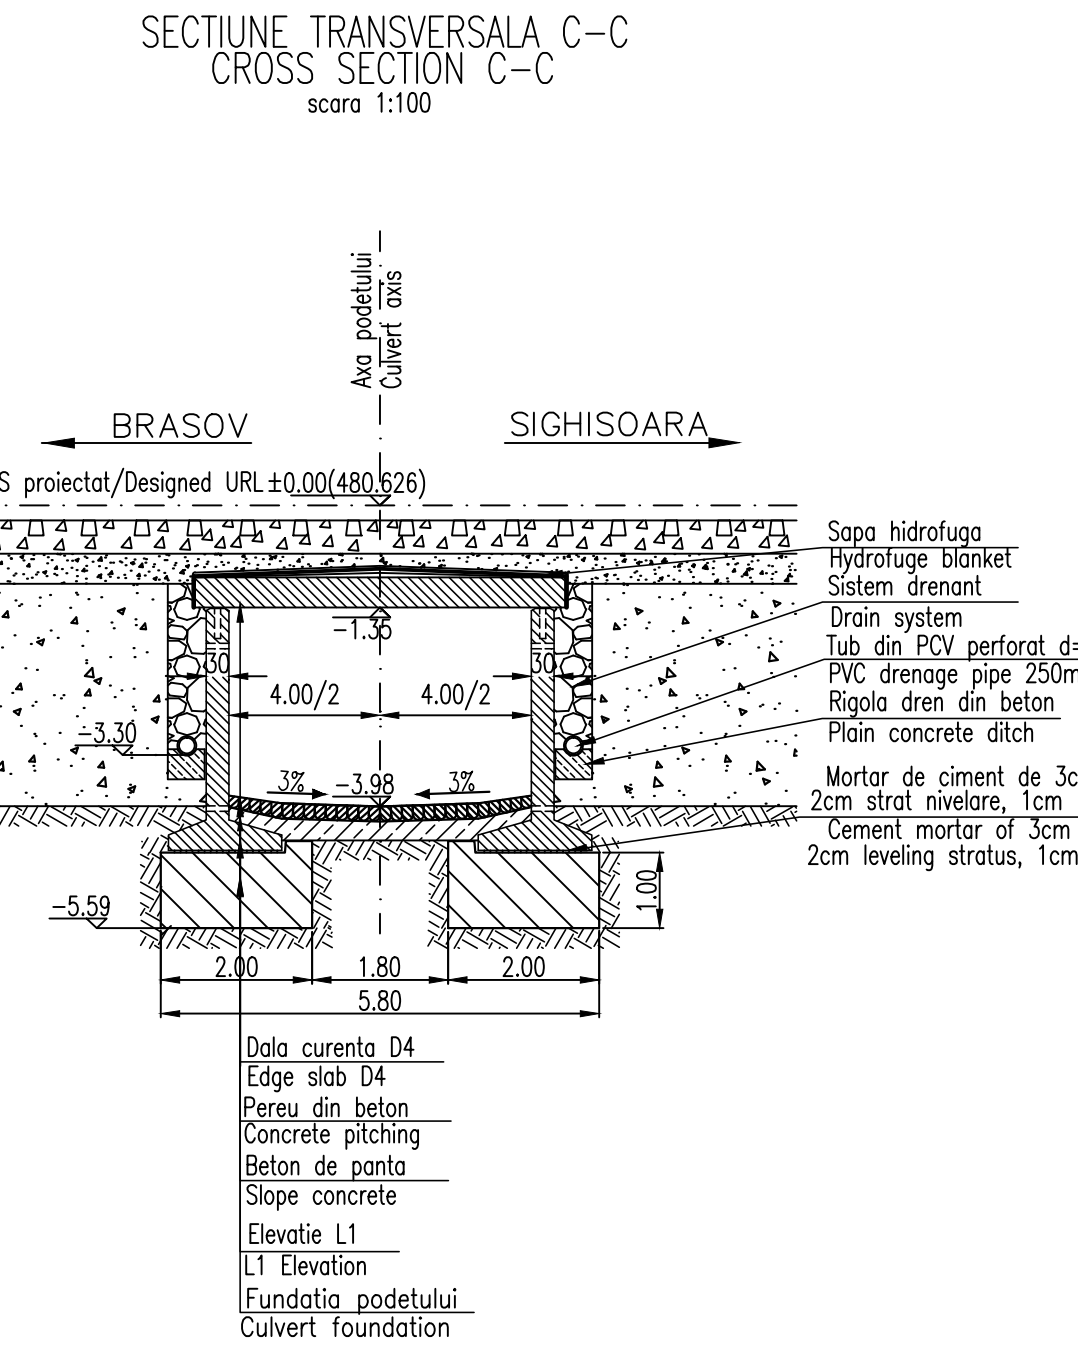 SECTIUNE TRANSVERSALA C-C
CROSS SECTION C-C
scara 1:100
Axa podetului
Culvert axis
BRASOV
SIGHISOARA
S proiectat/Designed URL ±0.00(480.626)
Sapa hidrofuga
Hydrofuge blanket
Sistem drenant
Drain system
Tub din PCV perforat d=
PVC drenage pipe 250m
Rigola dren din beton
Plain concrete ditch
Mortar de ciment de 3c
2cm strat nivelare, 1cm
Cement mortar of 3cm
2cm leveling stratus, 1cm
-1.35
30
30
4.00/2
4.00/2
-3.30
3%
-3.98
3%
-5.59
1.00
2.00
1.80
2.00
5.80
Dala curenta D4
Edge slab D4
Pereu din beton
Concrete pitching
Beton de panta
Slope concrete
Elevatie L1
L1 Elevation
Fundatia podetului
Culvert foundation